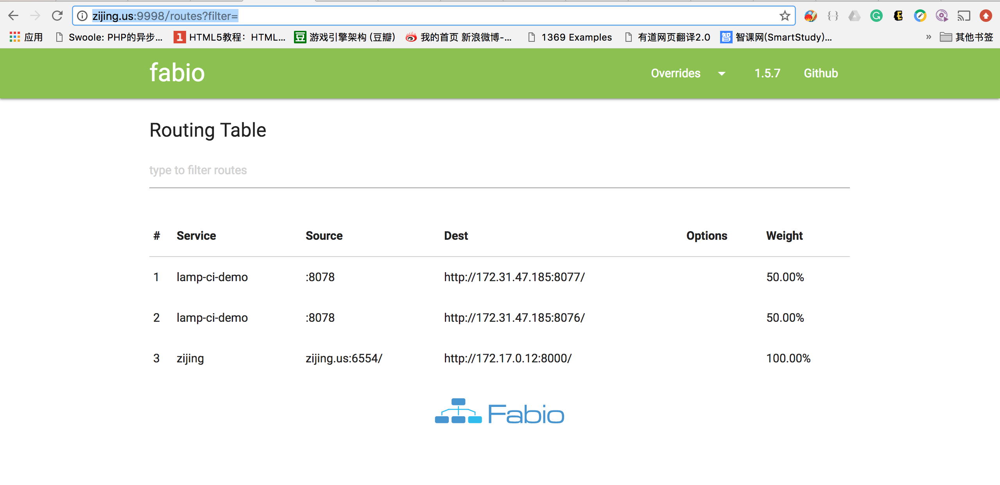 zijing.us:9998/routes?filter=
应用 Swoole: PHP的异步... HTML5教程：HTML... 豆 游戏引擎架构 (豆瓣) 我的首页 新浪微博-... 1369 Examples 有道网页翻译2.0 智 智课网(SmartStudy)... » 其他书签
fabio Overrides 1.5.7 Github
Routing Table
type to filter routes
# Service Source Dest Options Weight
1 lamp-ci-demo :8078 http://172.31.47.185:8077/ 50.00%
2 lamp-ci-demo :8078 http://172.31.47.185:8076/ 50.00%
3 zijing zijing.us:6554/ http://172.17.0.12:8000/ 100.00%
Fabio